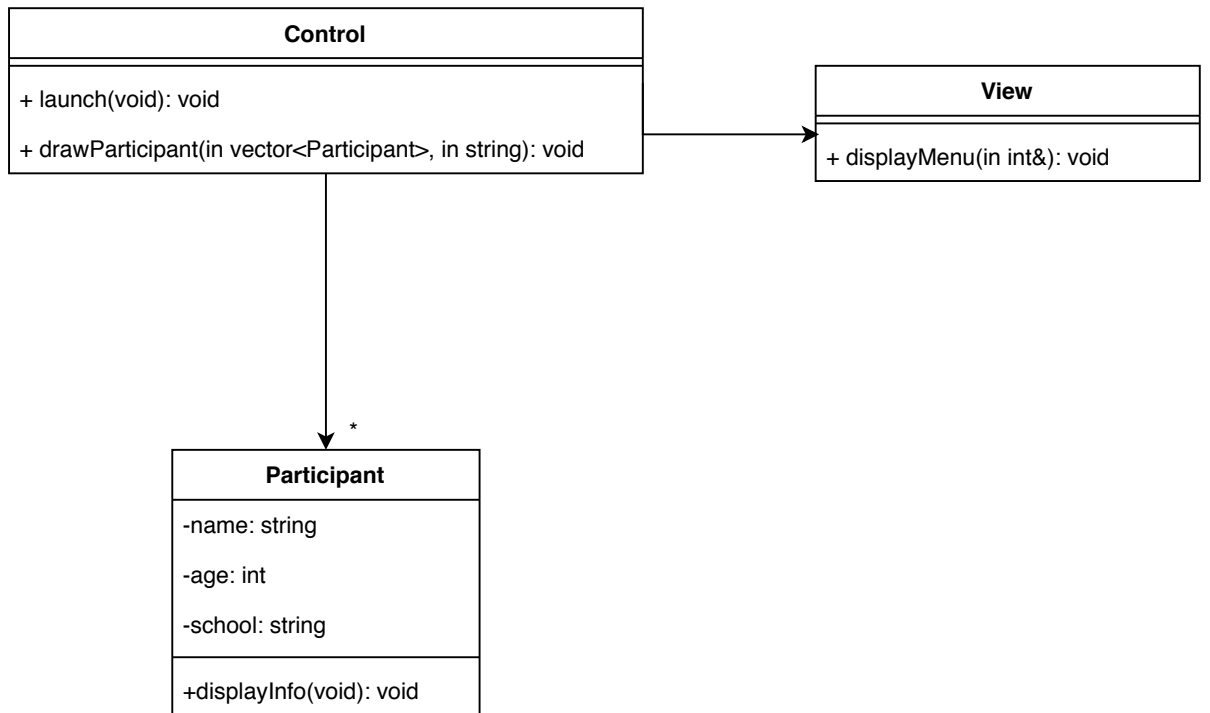 Control
+ launch(void): void
+ drawParticipant(in vector<Participant>, in string): void
View
+ displayMenu(in int&): void
*
Participant
-name: string
-age: int
-school: string
+displayInfo(void): void